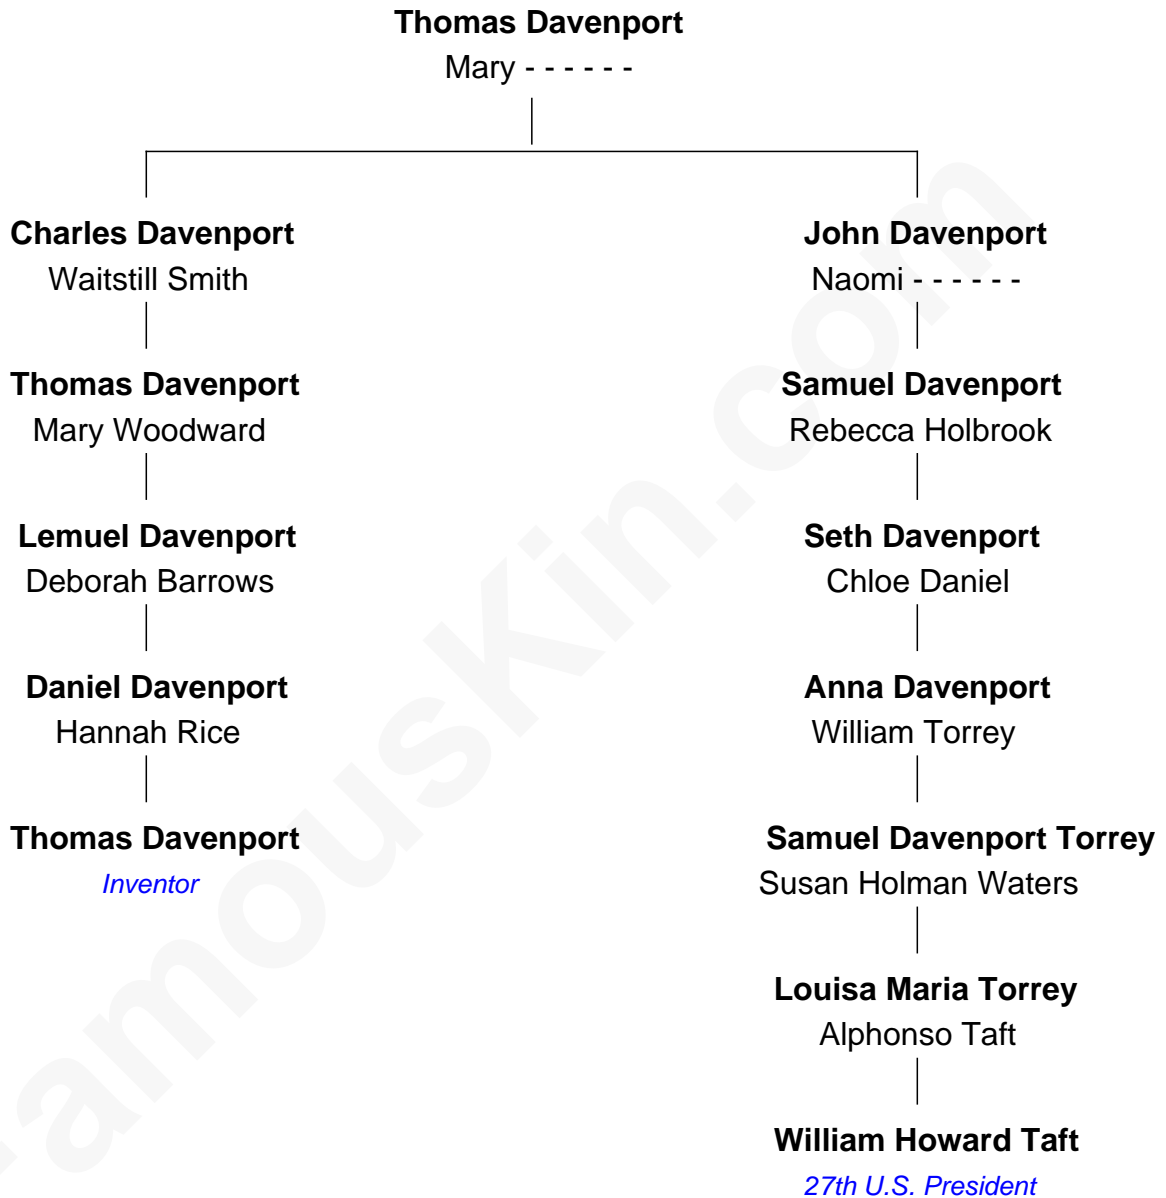 Thomas Davenport
Mary - - - - - -
Charles Davenport
Waitstill Smith
Thomas Davenport
Mary Woodward
Lemuel Davenport
Deborah Barrows
Daniel Davenport
Hannah Rice
Thomas Davenport
Inventor
John Davenport
Naomi - - - - - -
Samuel Davenport
Rebecca Holbrook
Seth Davenport
Chloe Daniel
Anna Davenport
William Torrey
Samuel Davenport Torrey
Susan Holman Waters
Louisa Maria Torrey
Alphonso Taft
William Howard Taft
27th U.S. President
FamousKin.com